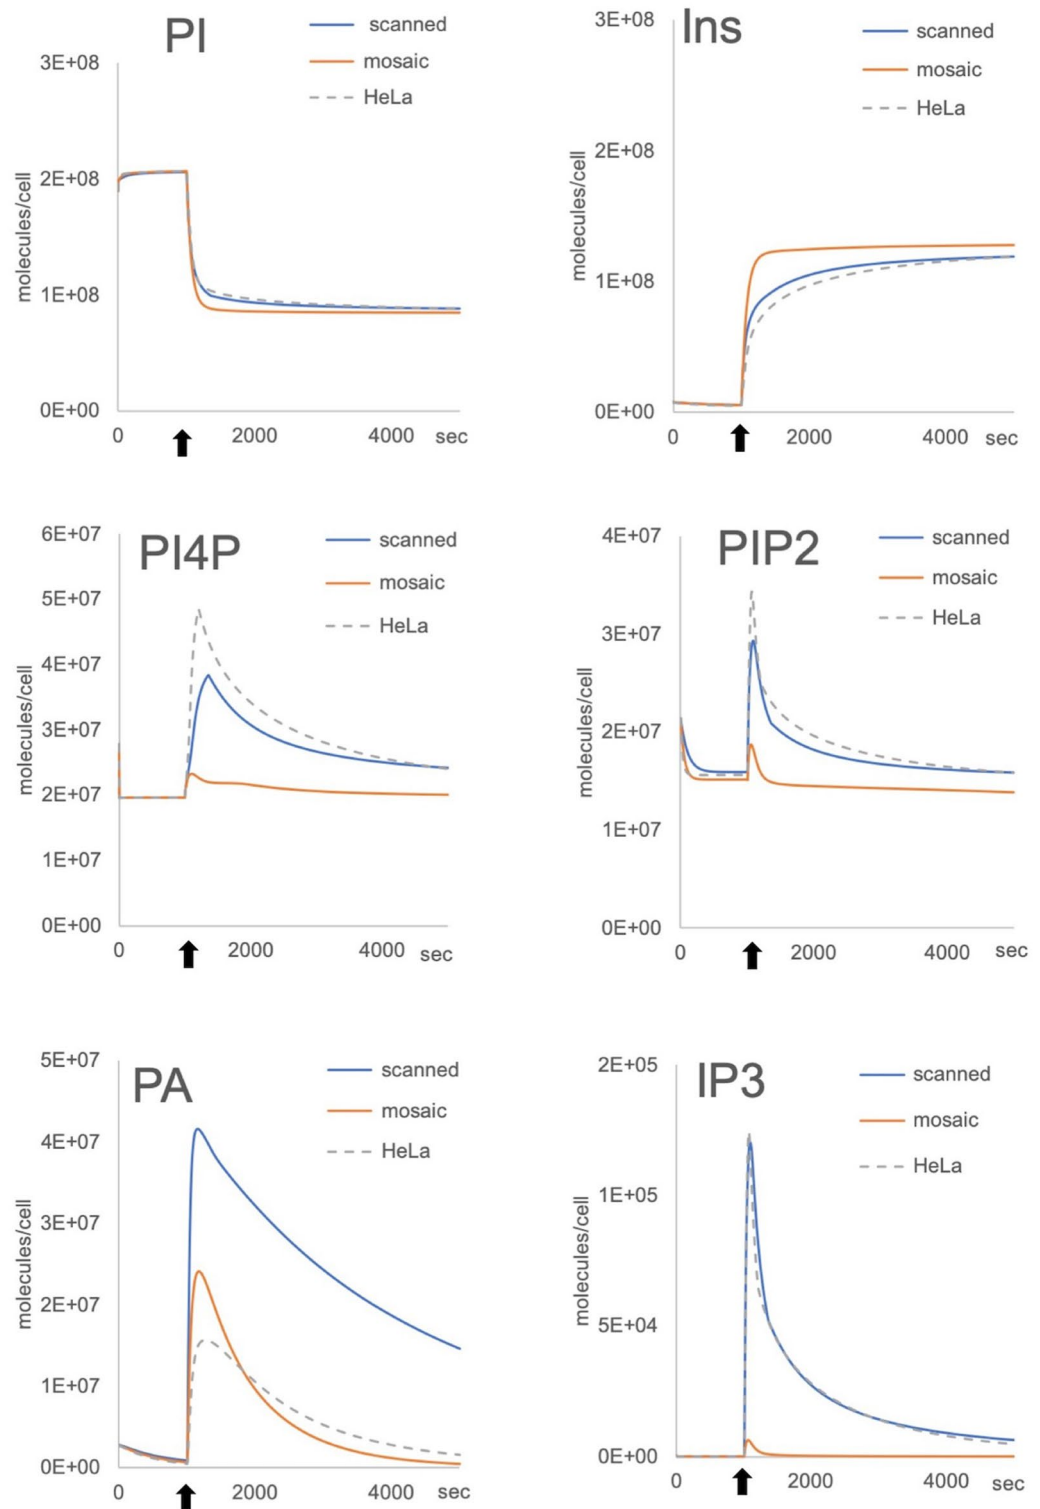 PI
scanned
mosaic
HeLa
3E+08
2E+08
1E+08
0E+00
molecules/cell
0 2000 4000 sec
Ins
scanned
mosaic
HeLa
3E+08
2E+08
1E+08
0E+00
molecules/cell
0 2000 4000 sec
PI4P
scanned
mosaic
HeLa
6E+07
5E+07
4E+07
3E+07
2E+07
1E+07
0E+00
molecules/cell
0 2000 4000 sec
PIP2
scanned
mosaic
HeLa
4E+07
3E+07
2E+07
1E+07
0E+00
molecules/cell
0 2000 4000 sec
PA
scanned
mosaic
HeLa
5E+07
4E+07
3E+07
2E+07
1E+07
0E+00
molecules/cell
0 2000 4000 sec
IP3
scanned
mosaic
HeLa
2E+05
1E+05
5E+04
0E+00
molecules/cell
0 2000 4000 sec